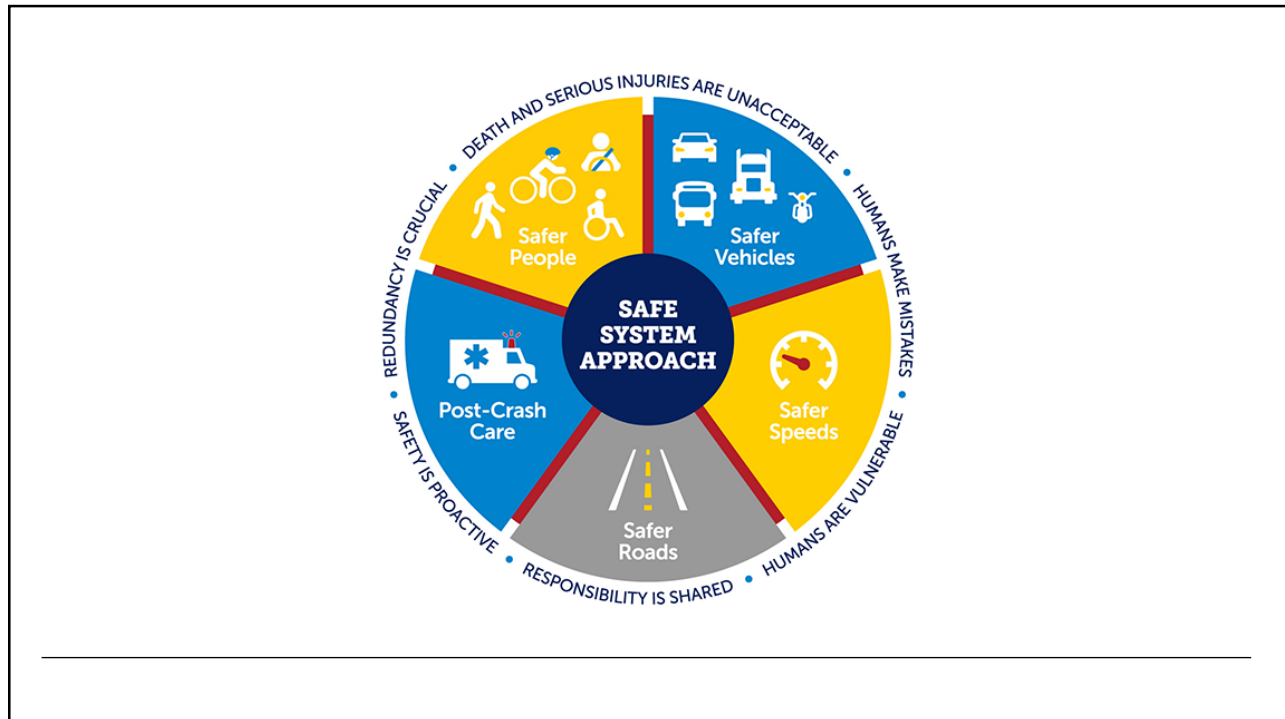 DEATH AND SERIOUS INJURIES ARE UNACCEPTABLE
HUMANS MAKE MISTAKES
HUMANS ARE VULNERABLE
RESPONSIBILITY IS SHARED
SAFETY IS PROACTIVE
REDUNDANCY IS CRUCIAL
Safer
People
Safer
Vehicles
SAFE
SYSTEM
APPROACH
Post-Crash
Care
Safer
Speeds
Safer
Roads